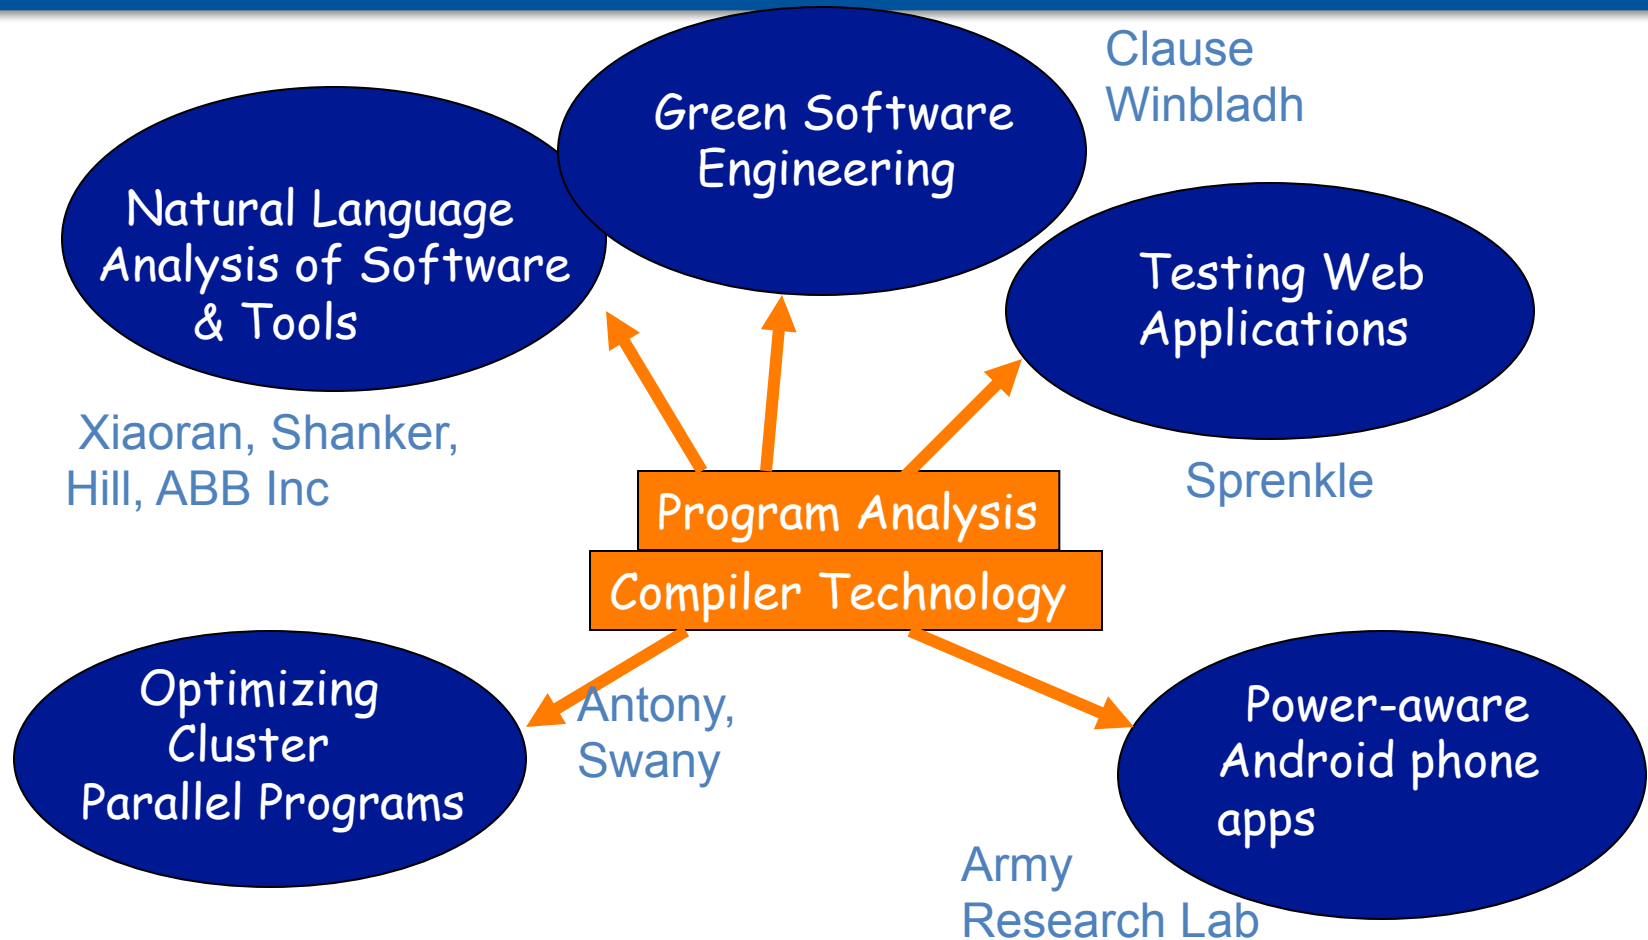 Clause
Winbladh
Green Software
Engineering
Natural Language
Analysis of Software
& Tools
Testing Web
Applications
Xiaoran, Shanker,
Hill, ABB Inc
Sprenkle
Program Analysis
Compiler Technology
Optimizing
Cluster
Parallel Programs
Antony,
Swany
Power-aware
Android phone
apps
Army
Research Lab